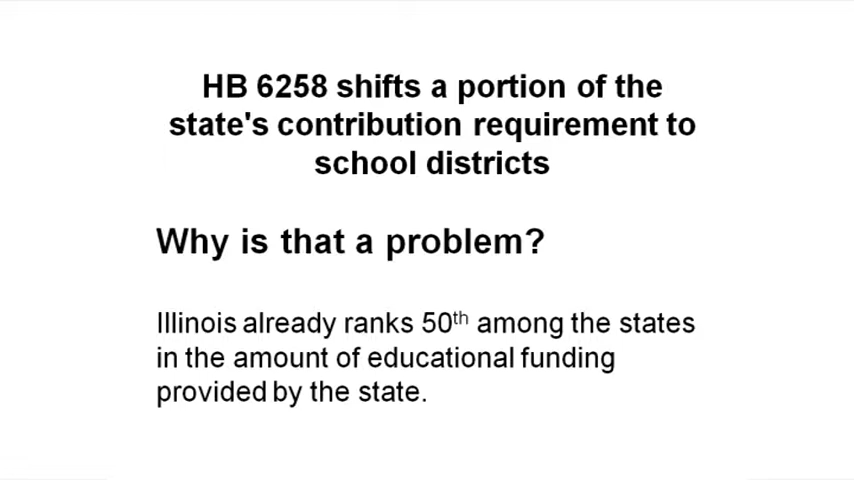 HB 6258 shifts a portion of the
state's contribution requirement to
school districts
Why is that a problem?
Illinois already ranks 50th among the states
in the amount of educational funding
provided by the state.